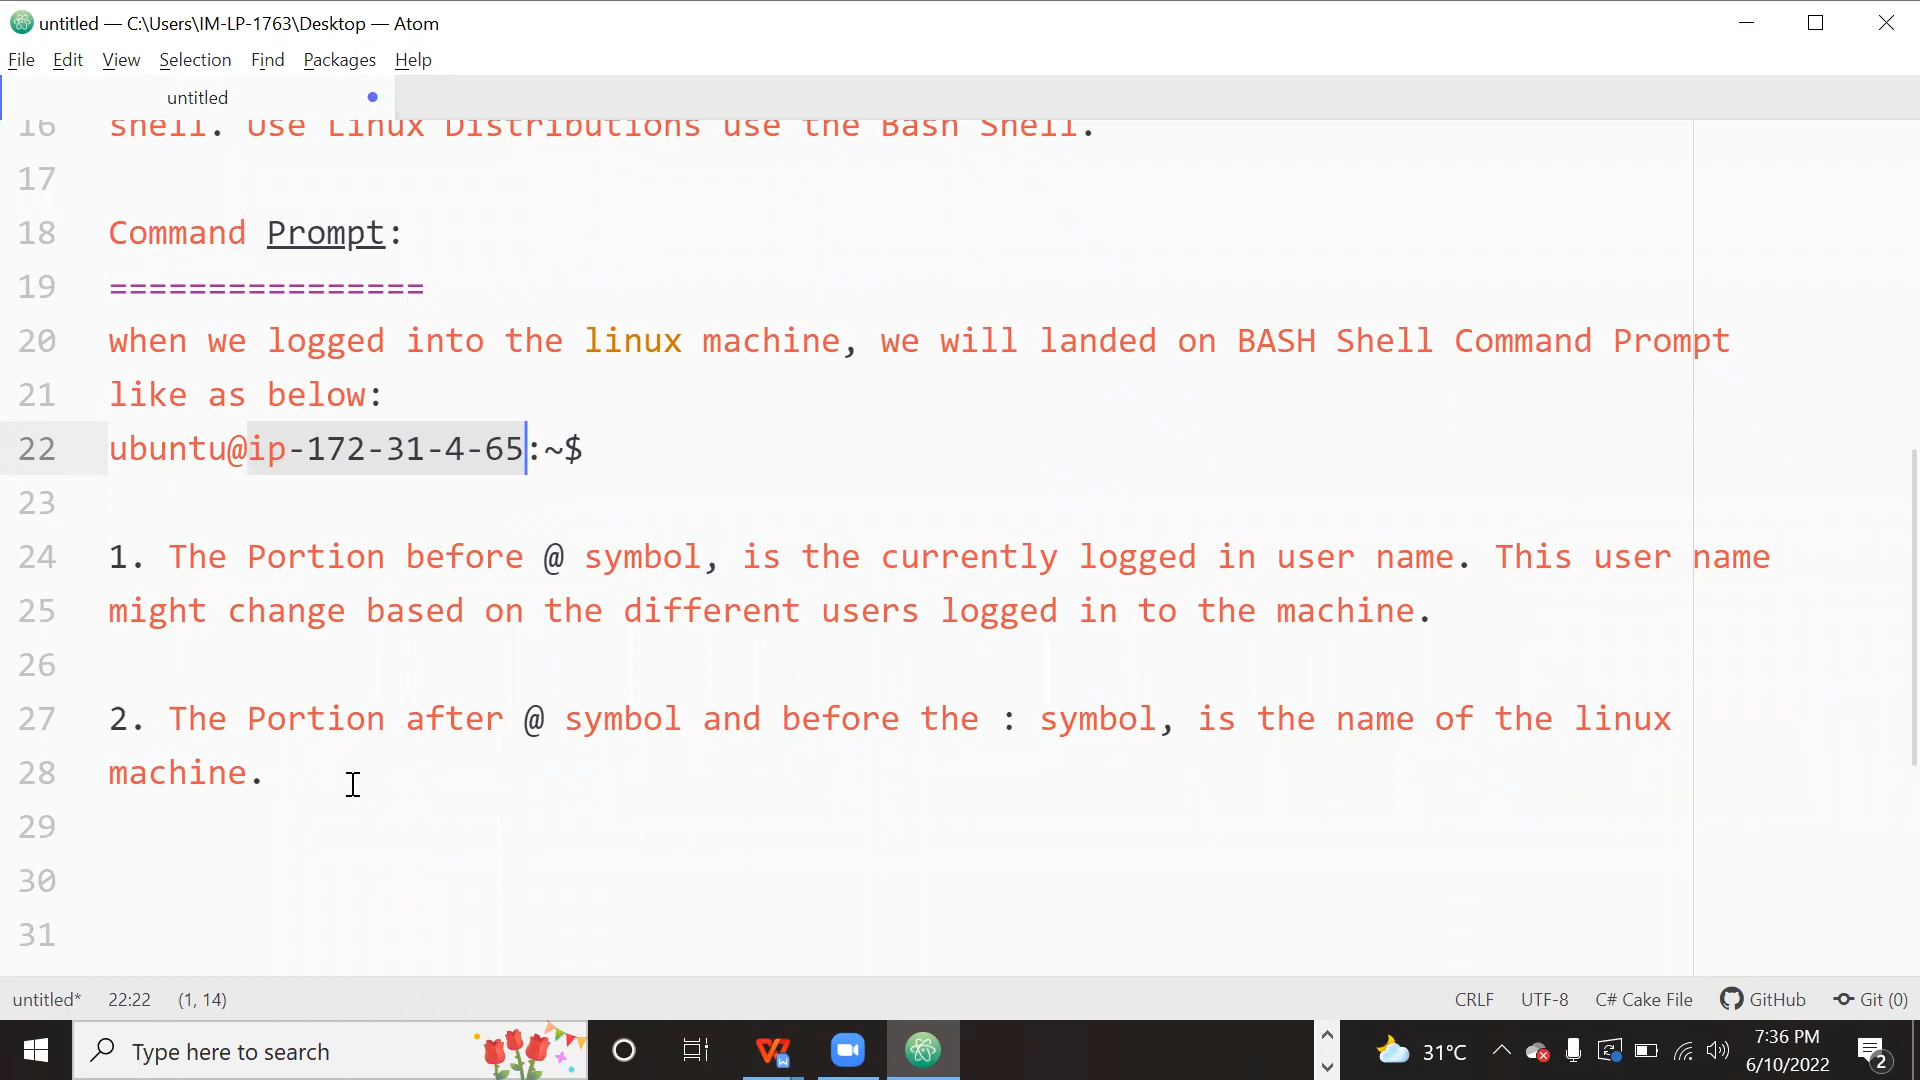 untitled — C:\Users\IM-LP-1763\Desktop — Atom
File Edit View Selection Find Packages Help
untitled
16 shell. Use Linux Distributions use the Bash Shell.
17
18 Command Prompt:
19 ================
20 when we logged into the linux machine, we will landed on BASH Shell Command Prompt
21 like as below:
22 ubuntu@ip-172-31-4-65:~$
23
24 1. The Portion before @ symbol, is the currently logged in user name. This user name
25 might change based on the different users logged in to the machine.
26
27 2. The Portion after @ symbol and before the : symbol, is the name of the linux
28 machine.
29
30
31
untitled* 22:22 (1, 14) CRLF UTF-8 C# Cake File GitHub Git (0)
Type here to search 31°C 7:36 PM
6/10/2022 2